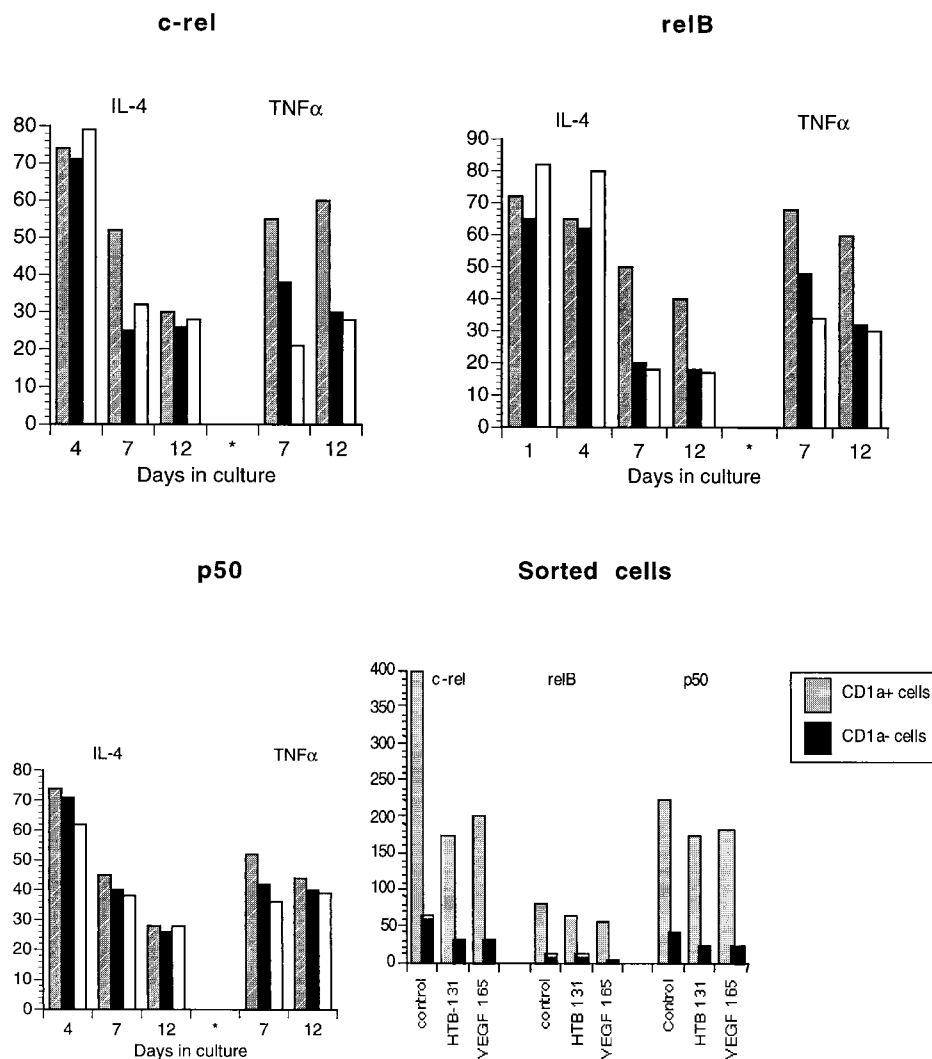 c-rel
relB
IL-4
TNFα
80
70
60
50
40
30
20
10
0
4 7 12 * 7 12
Days in culture
IL-4
TNFα
90
80
70
60
50
40
30
20
10
0
1 4 7 12 * 7 12
Days in culture
p50
Sorted cells
IL-4
TNFα
80
70
60
50
40
30
20
10
0
4 7 12 * 7 12
Days in culture
c-rel relB p50
400
350
300
250
200
150
100
50
0
control
HTB-131
VEGF 165
control
HTB 131
VEGF 165
Control
HTB 131
VEGF 165
CD1a+ cells
CD1a- cells